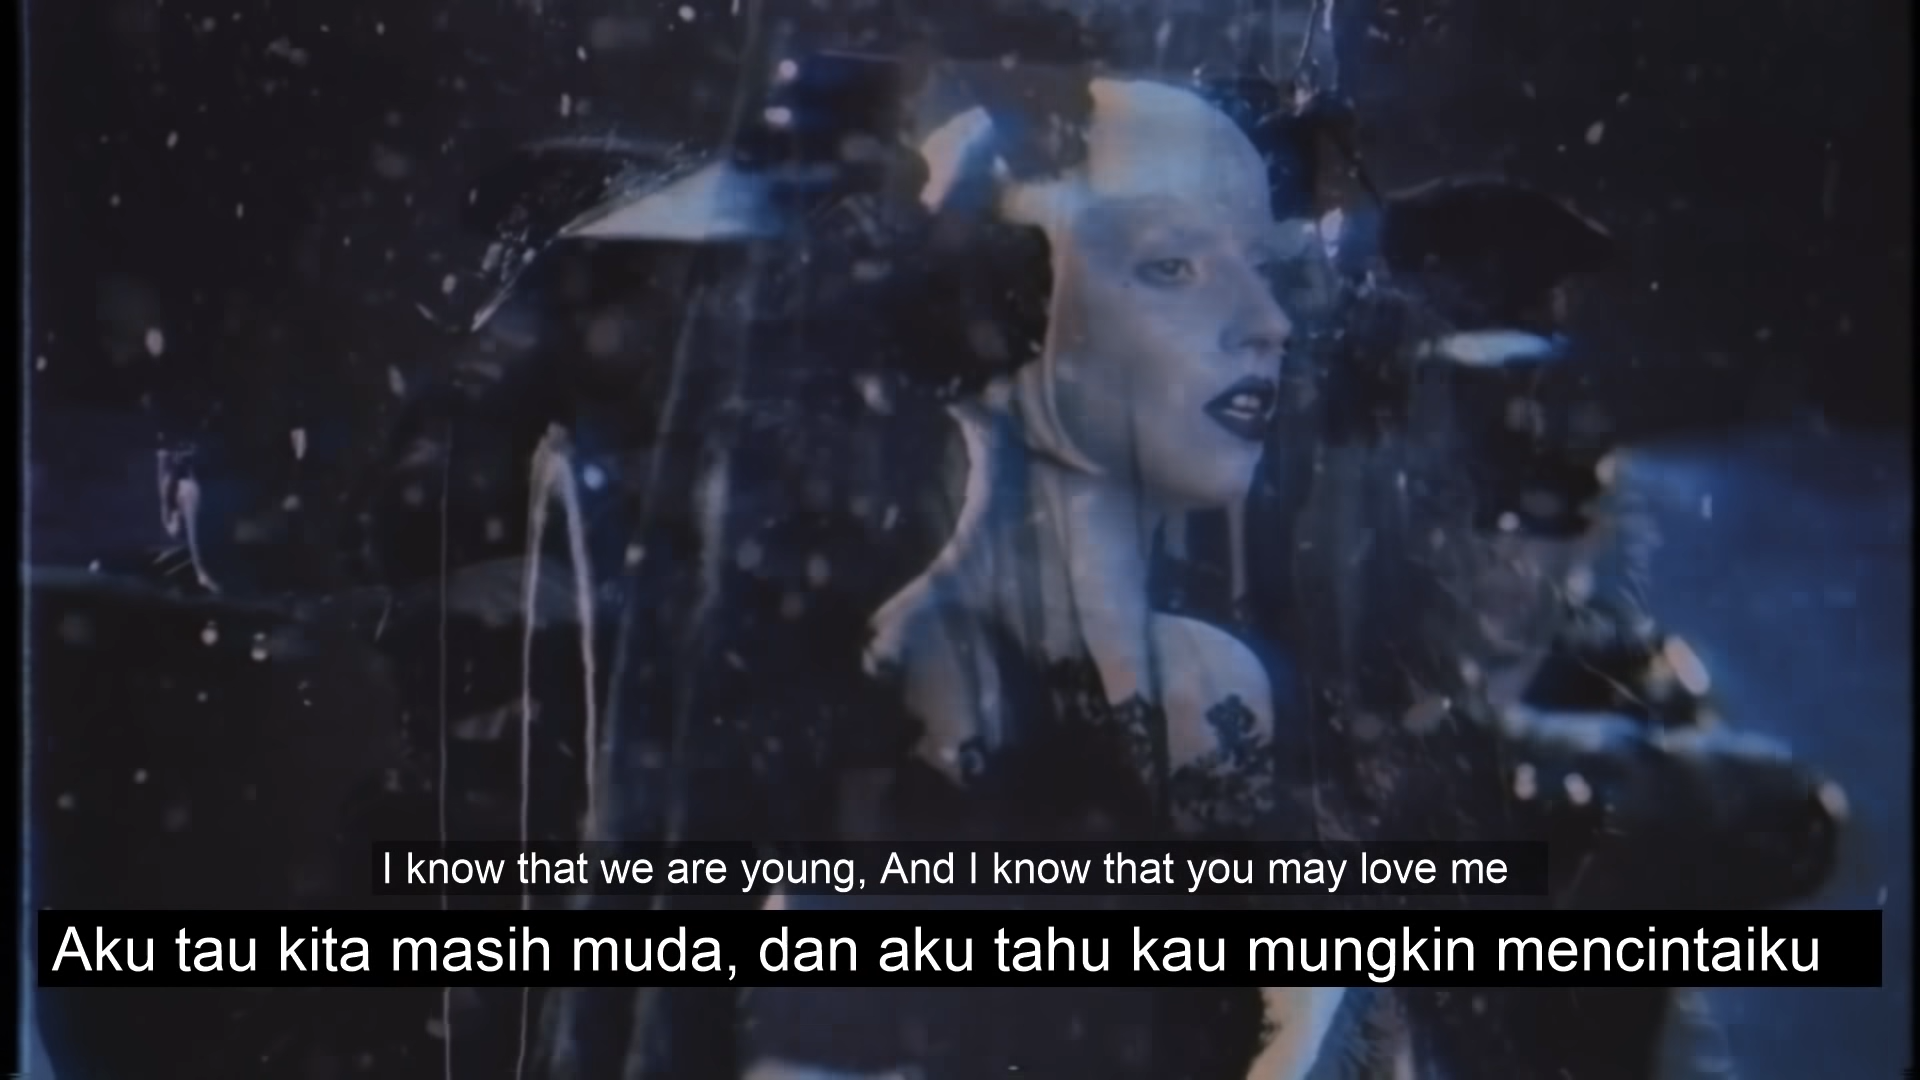 I know that we are young, And I know that you may love me
Aku tau kita masih muda, dan aku tahu kau mungkin mencintaiku